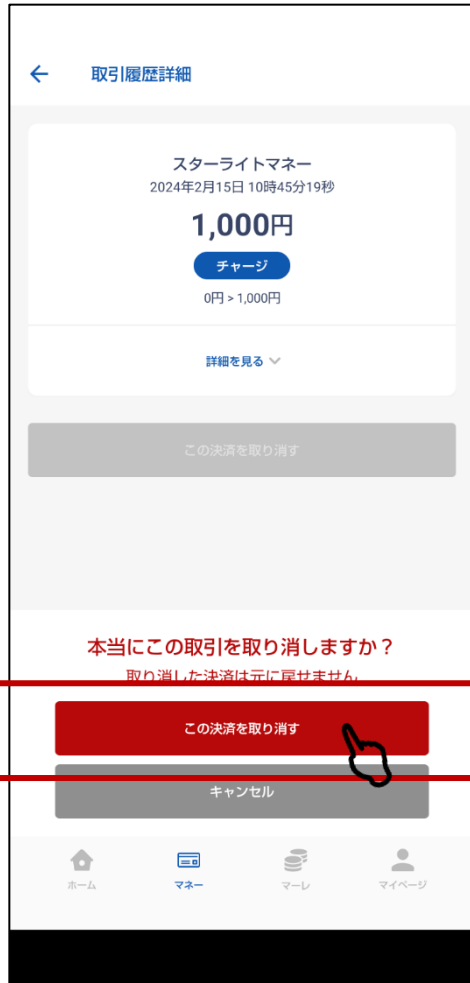 取引履歴詳細
スターライトマネー
2024年2月15日 10時45分19秒
1,000円
チャージ
0円 > 1,000円
詳細を見る
この決済を取り消す
本当にこの取引を取り消しますか？
取り消した決済は元に戻せません
この決済を取り消す
キャンセル
ホーム
マネー
マーレ
マイページ